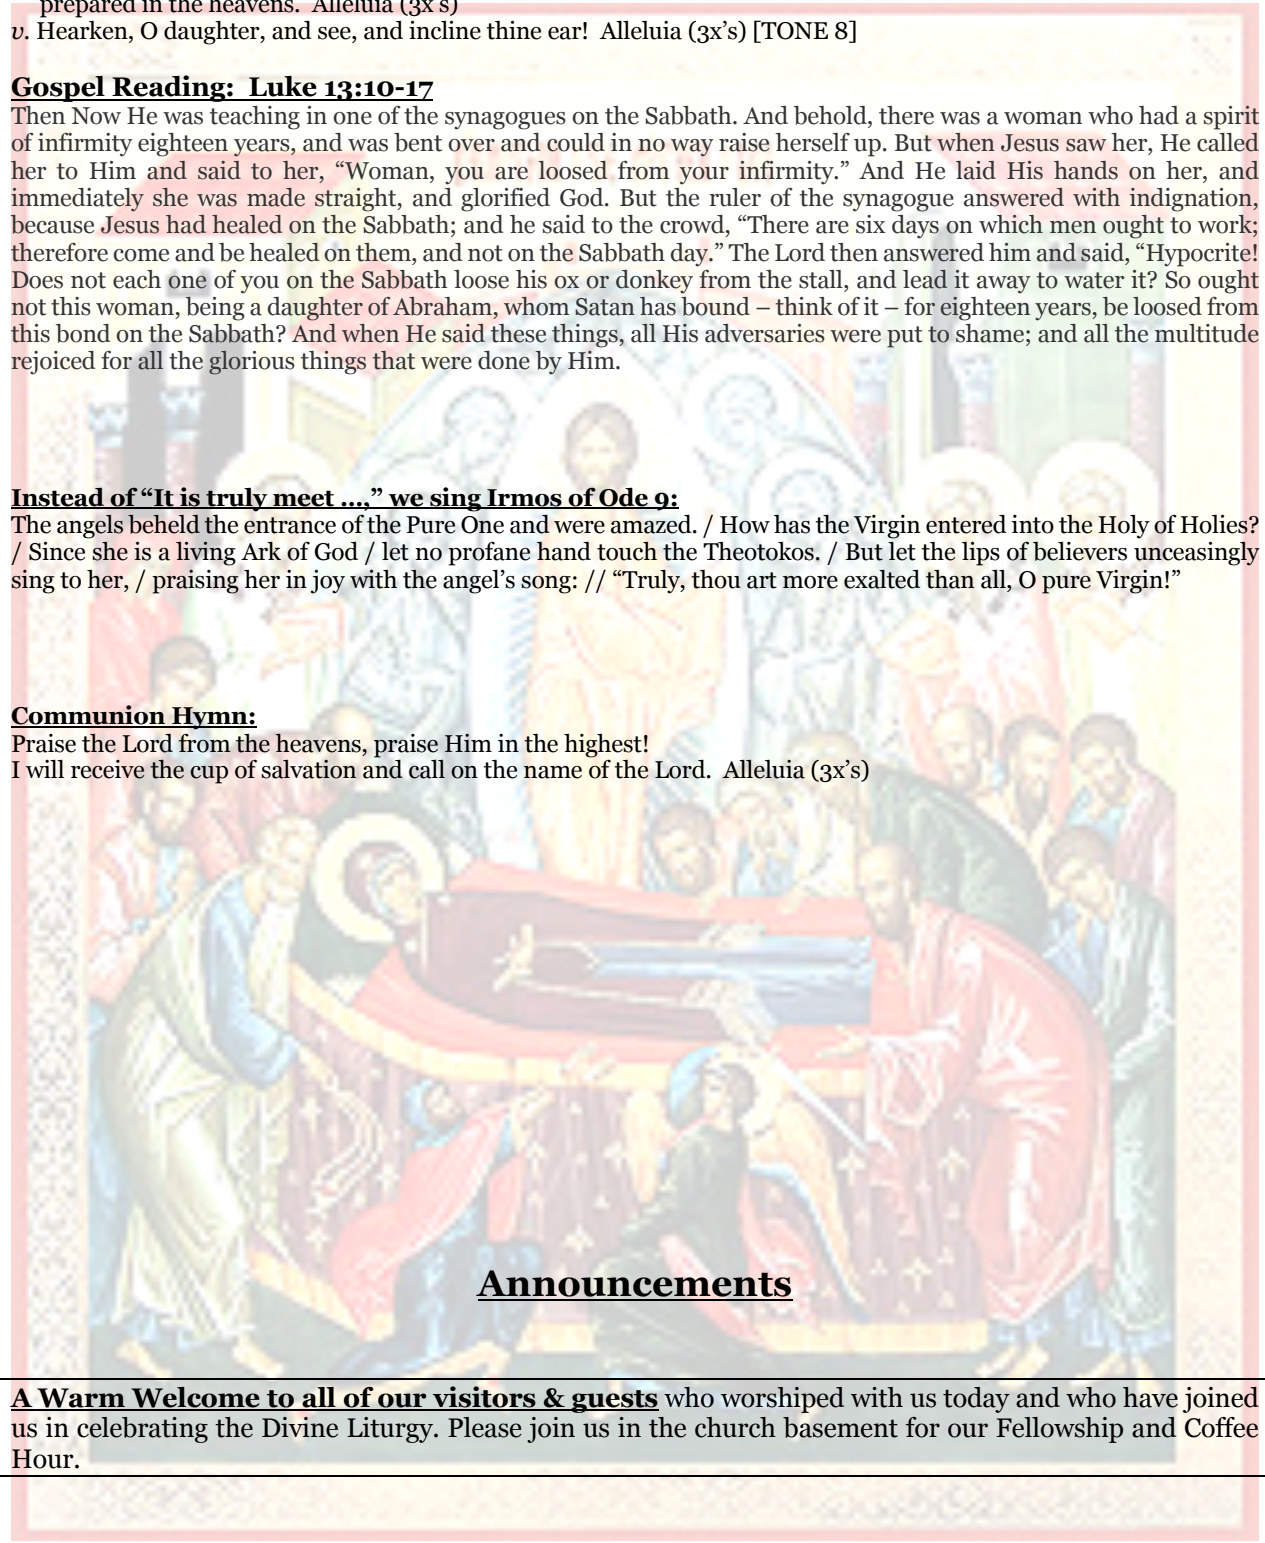 prepared in the heavens.  Alleluia (3x's)
v. Hearken, O daughter, and see, and incline thine ear!  Alleluia (3x’s) [TONE 8]
Gospel Reading:  Luke 13:10-17
Then Now He was teaching in one of the synagogues on the Sabbath. And behold, there was a woman who had a spirit
of infirmity eighteen years, and was bent over and could in no way raise herself up. But when Jesus saw her, He called
her to Him and said to her, “Woman, you are loosed from your infirmity.” And He laid His hands on her, and
immediately she was made straight, and glorified God. But the ruler of the synagogue answered with indignation,
because Jesus had healed on the Sabbath; and he said to the crowd, “There are six days on which men ought to work;
therefore come and be healed on them, and not on the Sabbath day.” The Lord then answered him and said, “Hypocrite!
Does not each one of you on the Sabbath loose his ox or donkey from the stall, and lead it away to water it? So ought
not this woman, being a daughter of Abraham, whom Satan has bound – think of it – for eighteen years, be loosed from
this bond on the Sabbath? And when He said these things, all His adversaries were put to shame; and all the multitude
rejoiced for all the glorious things that were done by Him.
Instead of “It is truly meet …,” we sing Irmos of Ode 9:
The angels beheld the entrance of the Pure One and were amazed. / How has the Virgin entered into the Holy of Holies?
/ Since she is a living Ark of God / let no profane hand touch the Theotokos. / But let the lips of believers unceasingly
sing to her, / praising her in joy with the angel’s song: // “Truly, thou art more exalted than all, O pure Virgin!”
Communion Hymn:
Praise the Lord from the heavens, praise Him in the highest!
I will receive the cup of salvation and call on the name of the Lord.  Alleluia (3x’s)
Announcements
A Warm Welcome to all of our visitors & guests who worshiped with us today and who have joined
us in celebrating the Divine Liturgy. Please join us in the church basement for our Fellowship and Coffee
Hour.